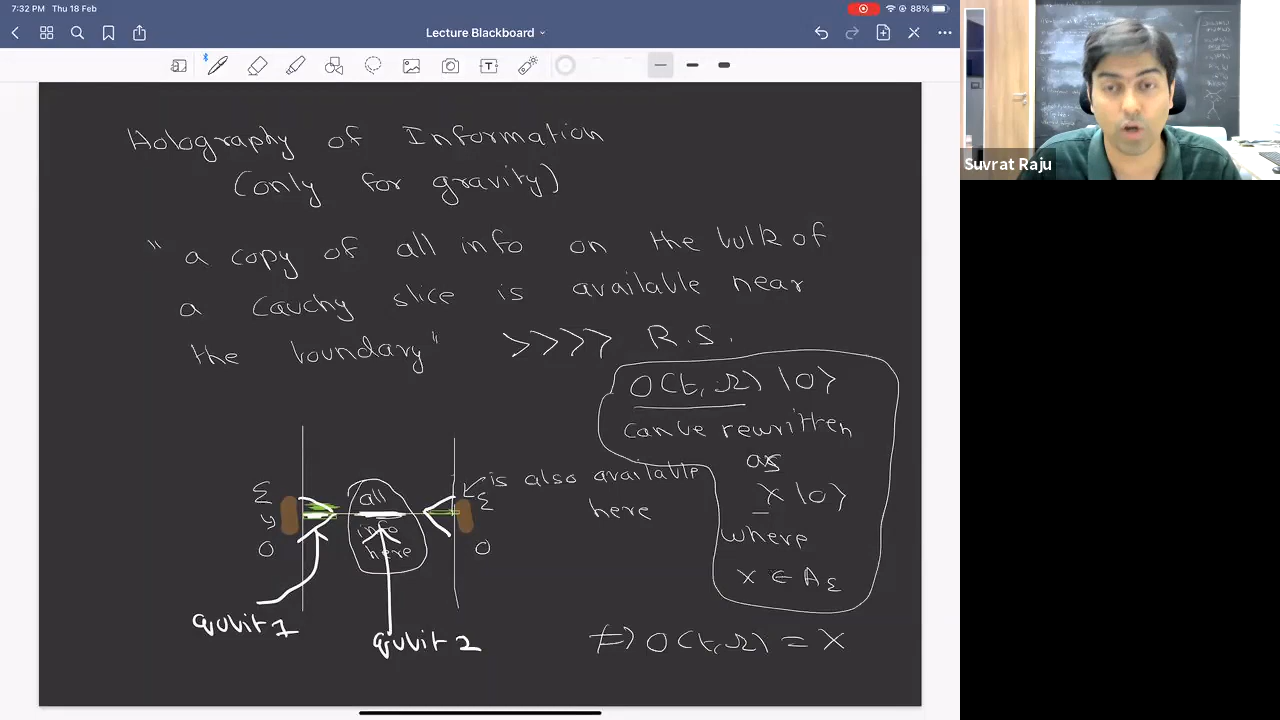 7:32 PM Thu 18 Feb
88%
Lecture Blackboard
Suvrat Raju
Holography of Information
(only for gravity)
" a copy of all info on the bulk of
a cauchy slice is available near
the boundary" >>>> R.S.
O(t, Ω) |0>
can be rewritten
as
X |0>
where
X ∈ Aε
≠> O(t, Ω) = X
all
info
here
is also available
here
ε
0
ε
0
qubit 1
qubit 2